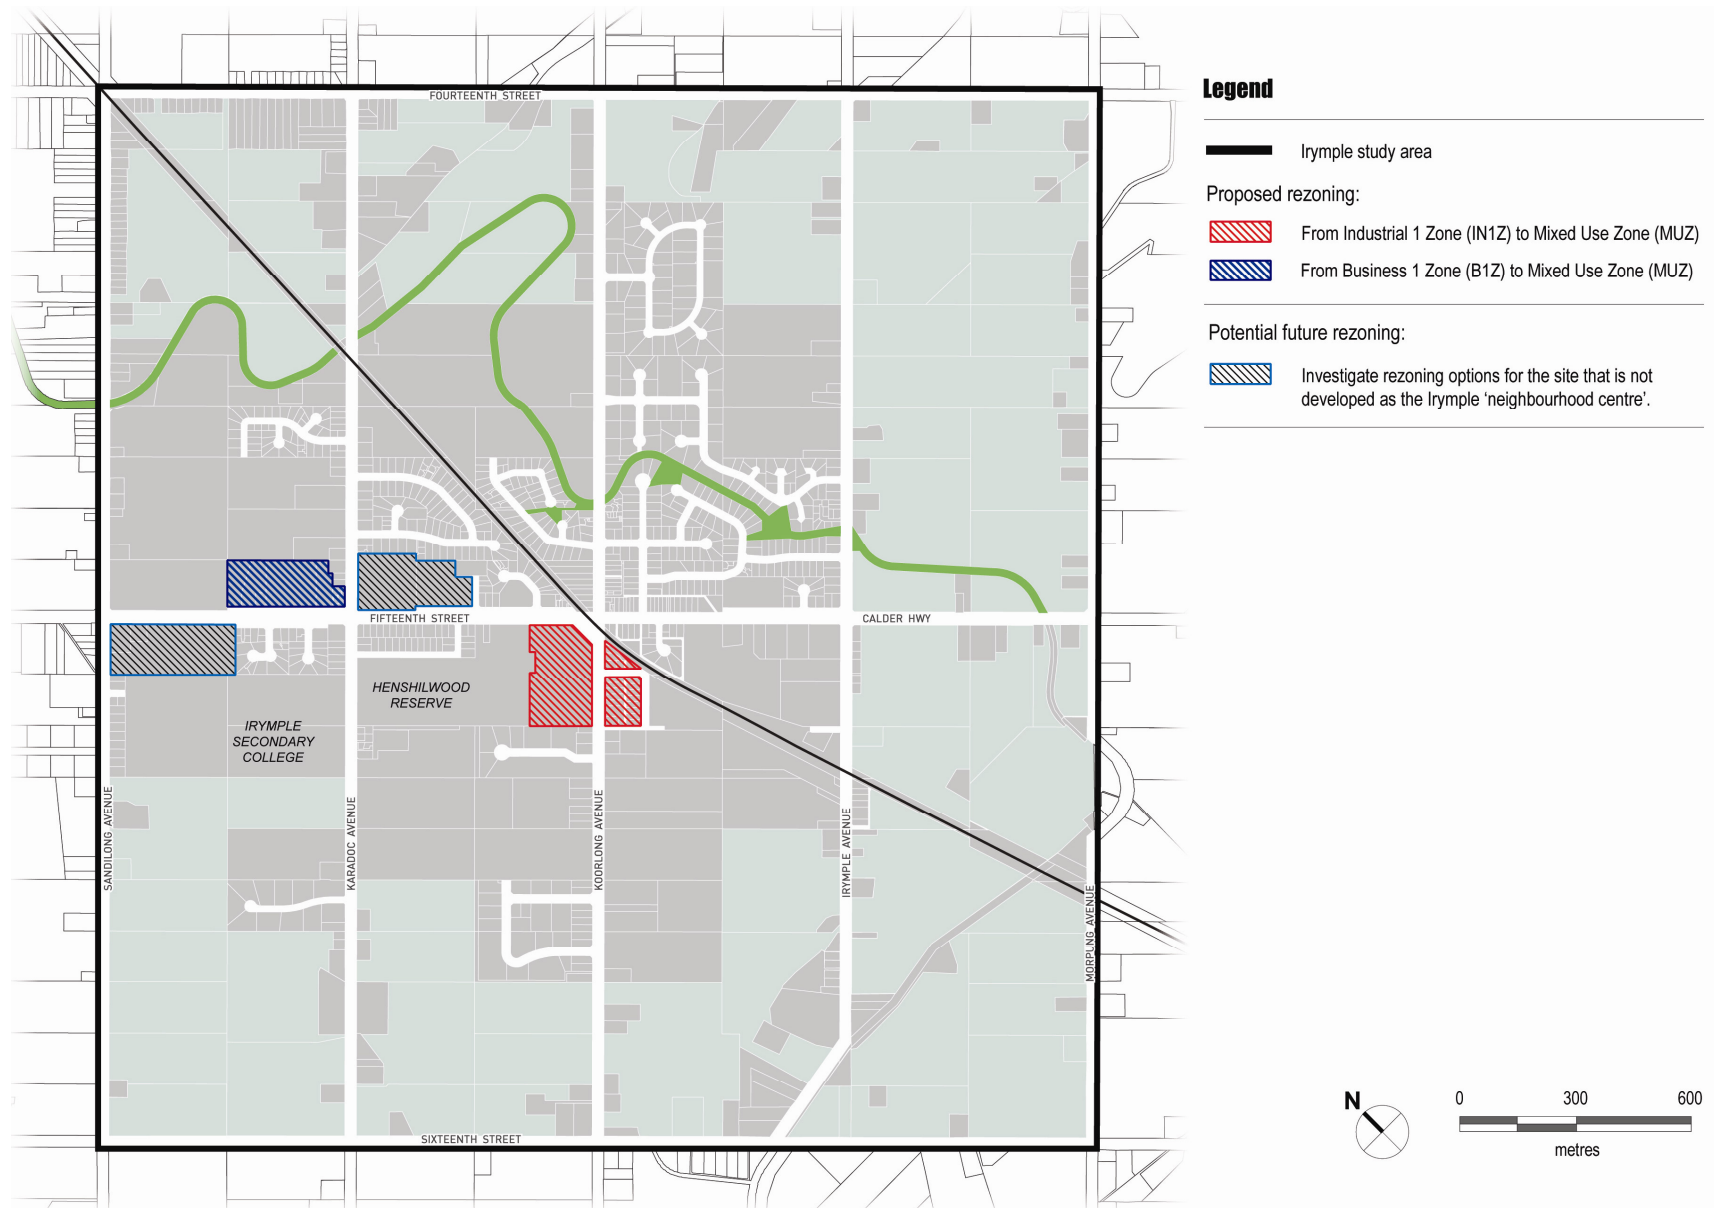 FOURTEENTH STREET
FIFTEENTH STREET
CALDER HWY
HENSHILWOOD
RESERVE
IRYMPLE
SECONDARY
COLLEGE
SANDILONG AVENUE
KARADOC AVENUE
KOORLONG AVENUE
IRYMPLE AVENUE
MORPUNG AVENUE
SIXTEENTH STREET
Legend
Irymple study area
Proposed rezoning:
From Industrial 1 Zone (IN1Z) to Mixed Use Zone (MUZ)
From Business 1 Zone (B1Z) to Mixed Use Zone (MUZ)
Potential future rezoning:
Investigate rezoning options for the site that is not
developed as the Irymple ‘neighbourhood centre’.
N
0 300 600
metres